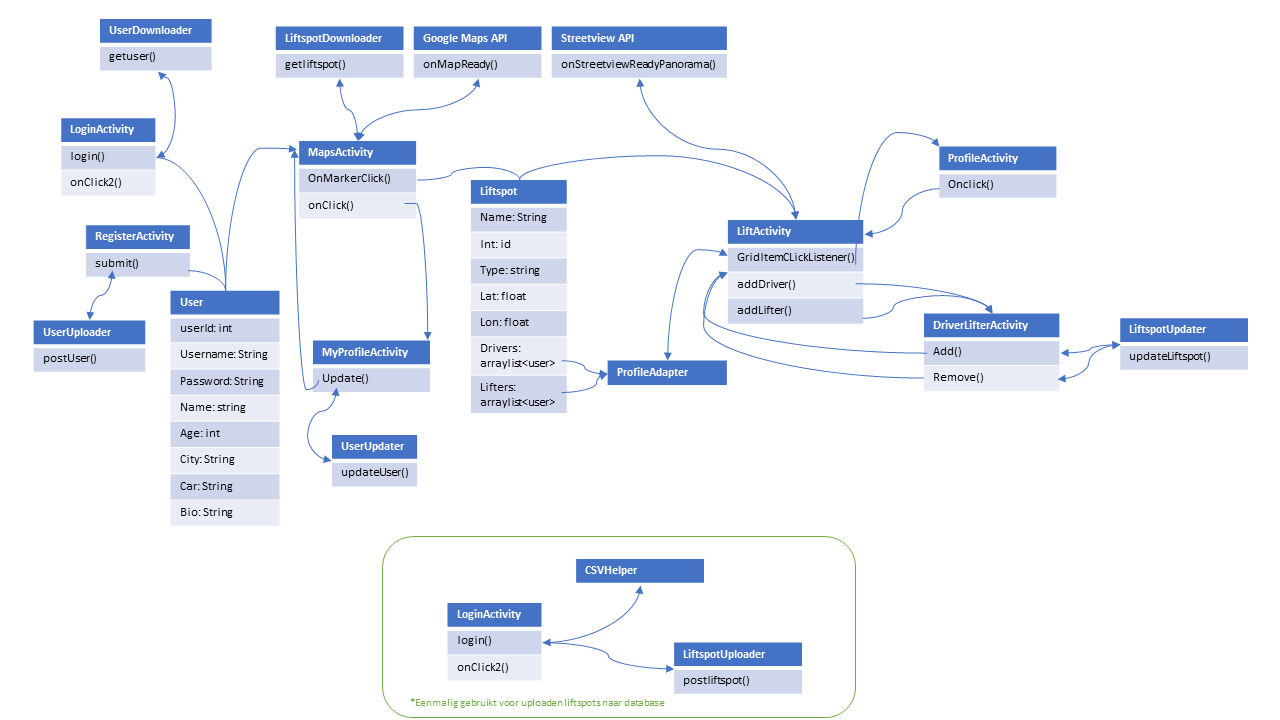 UserDownloader
getuser()
LiftspotDownloader
getliftspot()
Google Maps API
onMapReady()
Streetview API
onStreetviewReadyPanorama()
LoginActivity
login()
onClick2()
MapsActivity
OnMarkerClick()
onClick()
ProfileActivity
Onclick()
Liftspot
Name: String
Int: id
Type: string
Lat: float
Lon: float
Drivers:
arraylist<user>
Lifters:
arraylist<user>
LiftActivity
GridItemCLickListener()
addDriver()
addLifter()
RegisterActivity
submit()
User
userId: int
Username: String
Password: String
Name: string
Age: int
City: String
Car: String
Bio: String
UserUploader
postUser()
MyProfileActivity
Update()
ProfileAdapter
DriverLifterActivity
Add()
Remove()
LiftspotUpdater
updateLiftspot()
UserUpdater
updateUser()
CSVHelper
LoginActivity
login()
onClick2()
LiftspotUploader
postliftspot()
*Eenmalig gebruikt voor uploaden liftspots naar database